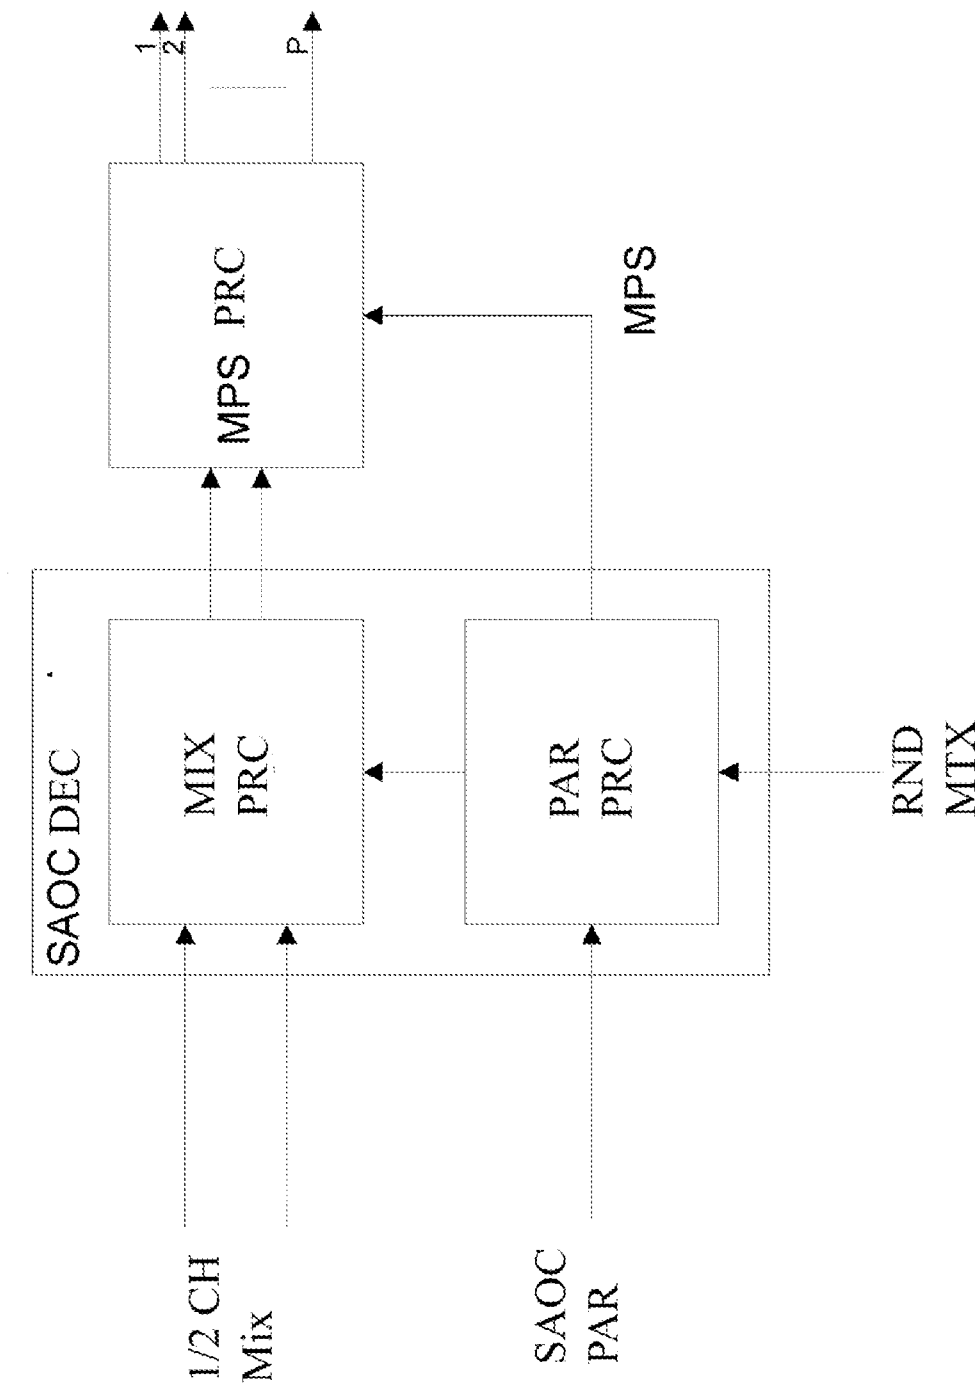 SAOC DEC
1/2 CH
Mix
MIX
PRC
MPS PRC
1
2
P
SAOC
PAR
PAR
PRC
MPS
RND
MTX